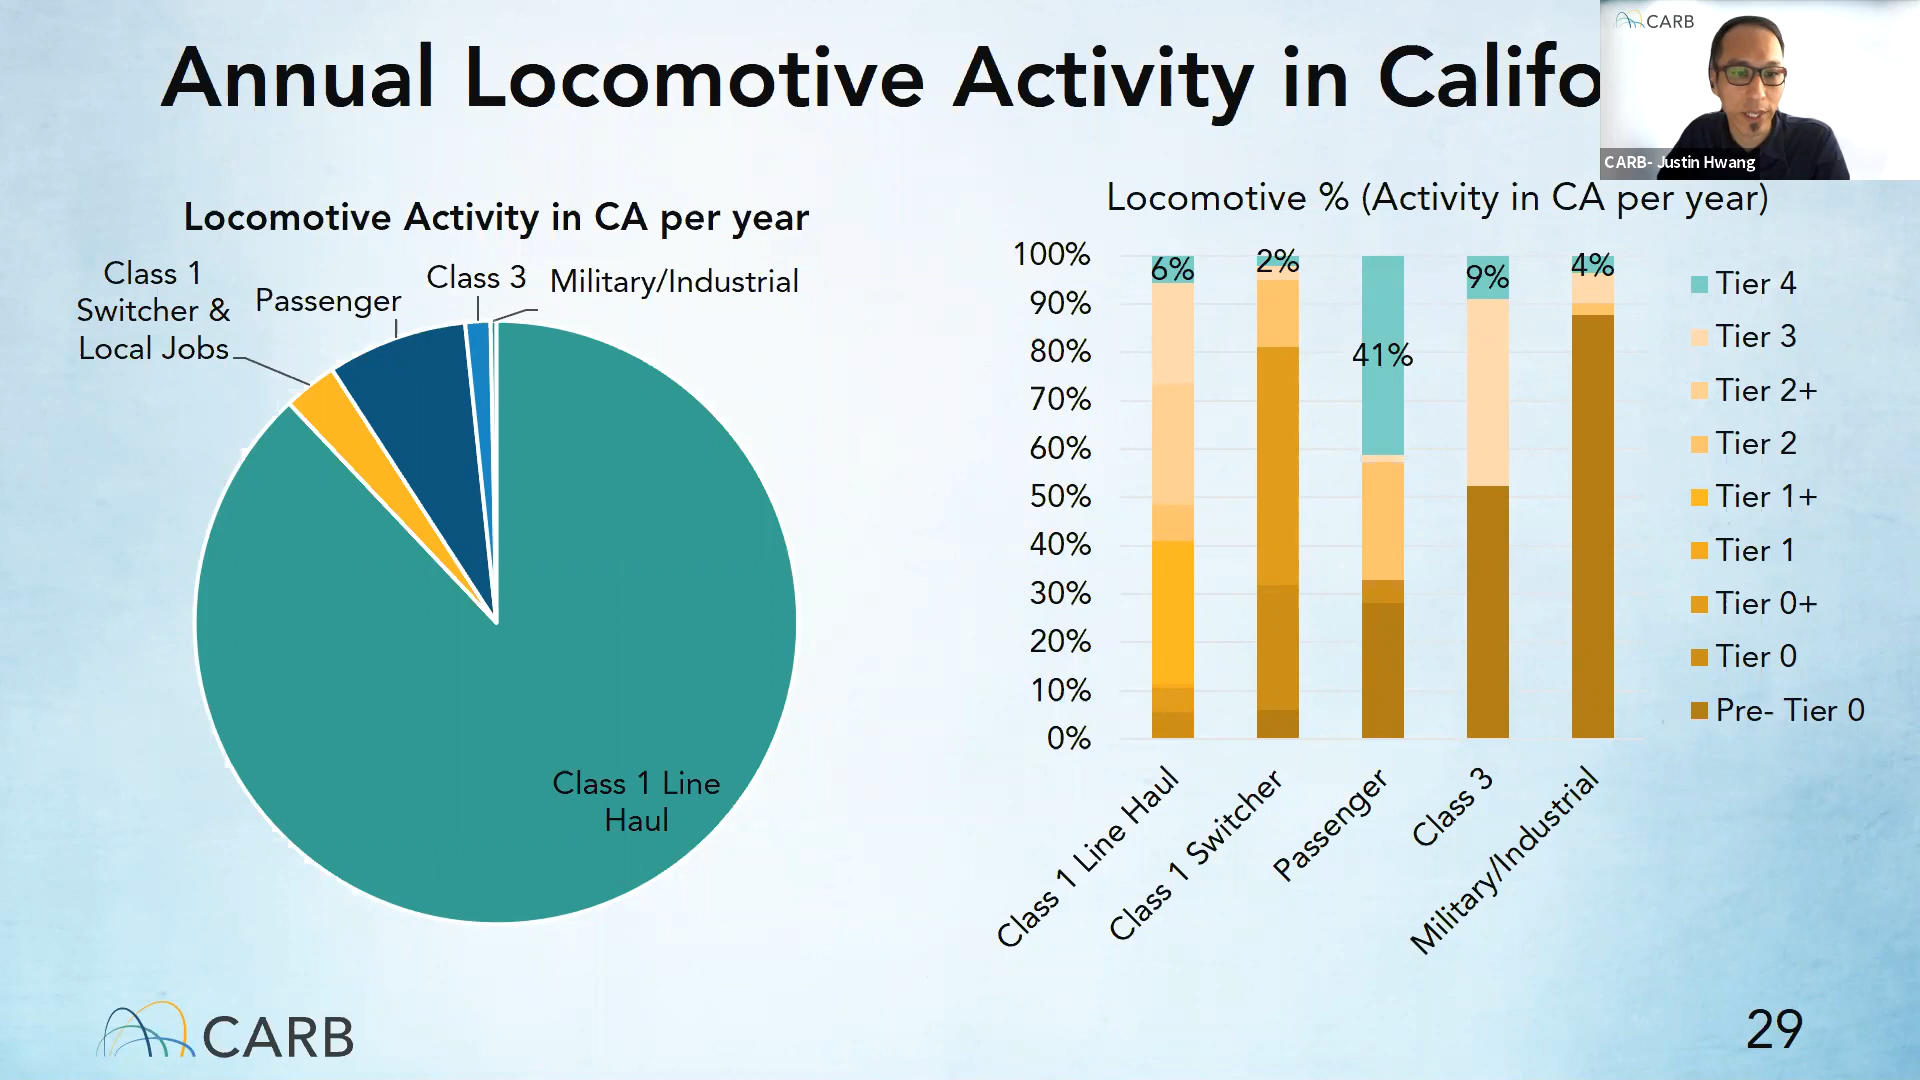 Annual Locomotive Activity in Califo
CARB
CARB- Justin Hwang
Locomotive Activity in CA per year
Class 1
Switcher &
Local Jobs
Passenger
Class 3
Military/Industrial
Class 1 Line
Haul
Locomotive % (Activity in CA per year)
100%
90%
80%
70%
60%
50%
40%
30%
20%
10%
0%
6%
2%
41%
9%
4%
Class 1 Line Haul
Class 1 Switcher
Passenger
Class 3
Military/Industrial
Tier 4
Tier 3
Tier 2+
Tier 2
Tier 1+
Tier 1
Tier 0+
Tier 0
Pre- Tier 0
CARB
29